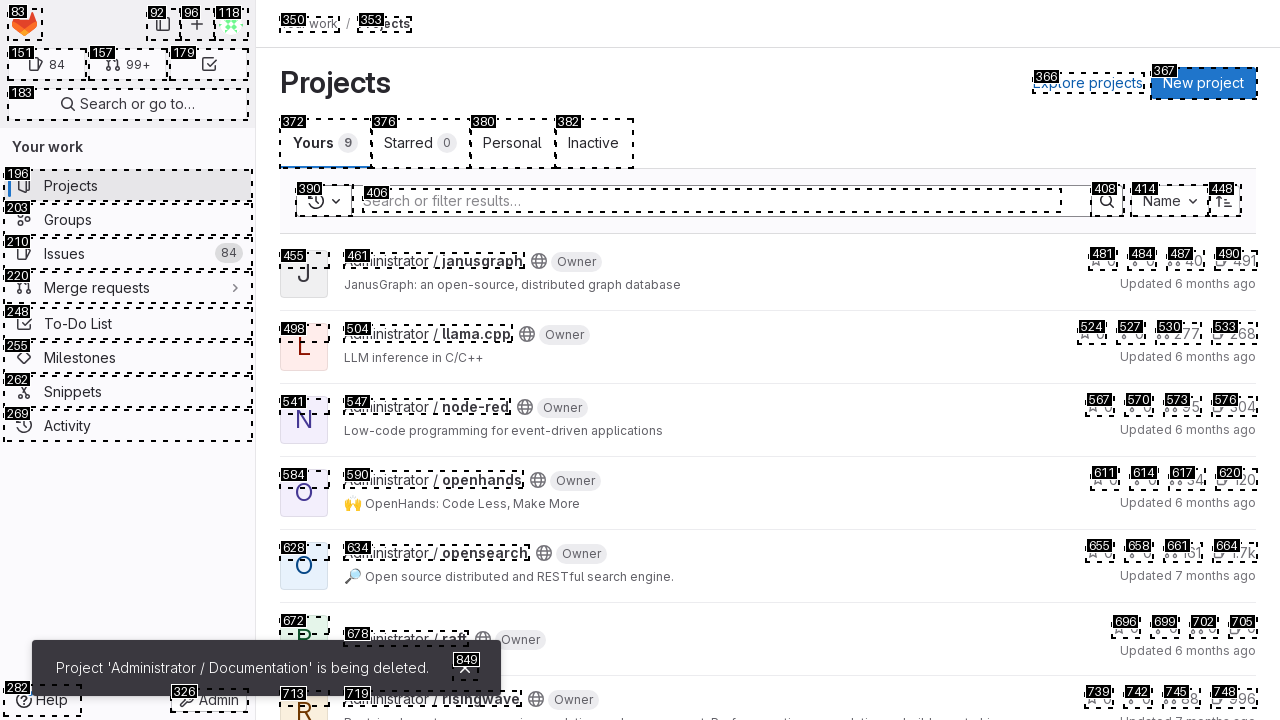 83
92
96
118
151
84
157
99+
179
183
Search or go to…
Your work
196
Projects
203
Groups
210
Issues
84
220
Merge requests
248
To-Do List
255
Milestones
262
Snippets
269
Activity
282
Help
326
Admin
350
work
/
353
Projects
Projects
366
Explore projects
367
New project
372
Yours 9
376
Starred 0
380
Personal
382
Inactive
390
406
Search or filter results…
408
414
Name
448
455
J
461
Administrator / janusgraph
Owner
481
484
487
40
490
491
JanusGraph: an open-source, distributed graph database
Updated 6 months ago
498
L
504
Administrator / llama.cpp
Owner
524
527
530
277
533
268
LLM inference in C/C++
Updated 6 months ago
541
N
547
Administrator / node-red
Owner
567
570
573
95
576
304
Low-code programming for event-driven applications
Updated 6 months ago
584
O
590
Administrator / openhands
Owner
611
614
617
34
620
120
🙌 OpenHands: Code Less, Make More
Updated 6 months ago
628
O
634
Administrator / opensearch
Owner
655
658
661
161
664
1.7k
🔎 Open source distributed and RESTful search engine.
Updated 7 months ago
672
R
678
Administrator / raft
Owner
696
699
702
705
Updated 6 months ago
Project 'Administrator / Documentation' is being deleted.
849
713
R
719
Administrator / risingwave
Owner
739
742
745
88
748
996